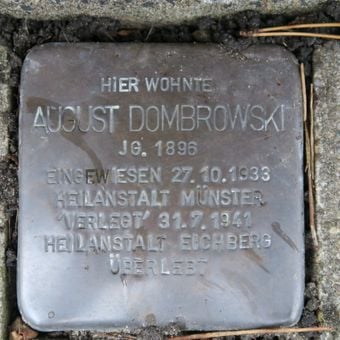 HIER WOHNTE
AUGUST DOMBROWSKI
JG. 1896
EINGEWIESEN 27.10.1933
HEILANSTALT MÜNSTER
'VERLEGT' 31.7.1941
HEILANSTALT EICHBERG
ÜBERLEBT